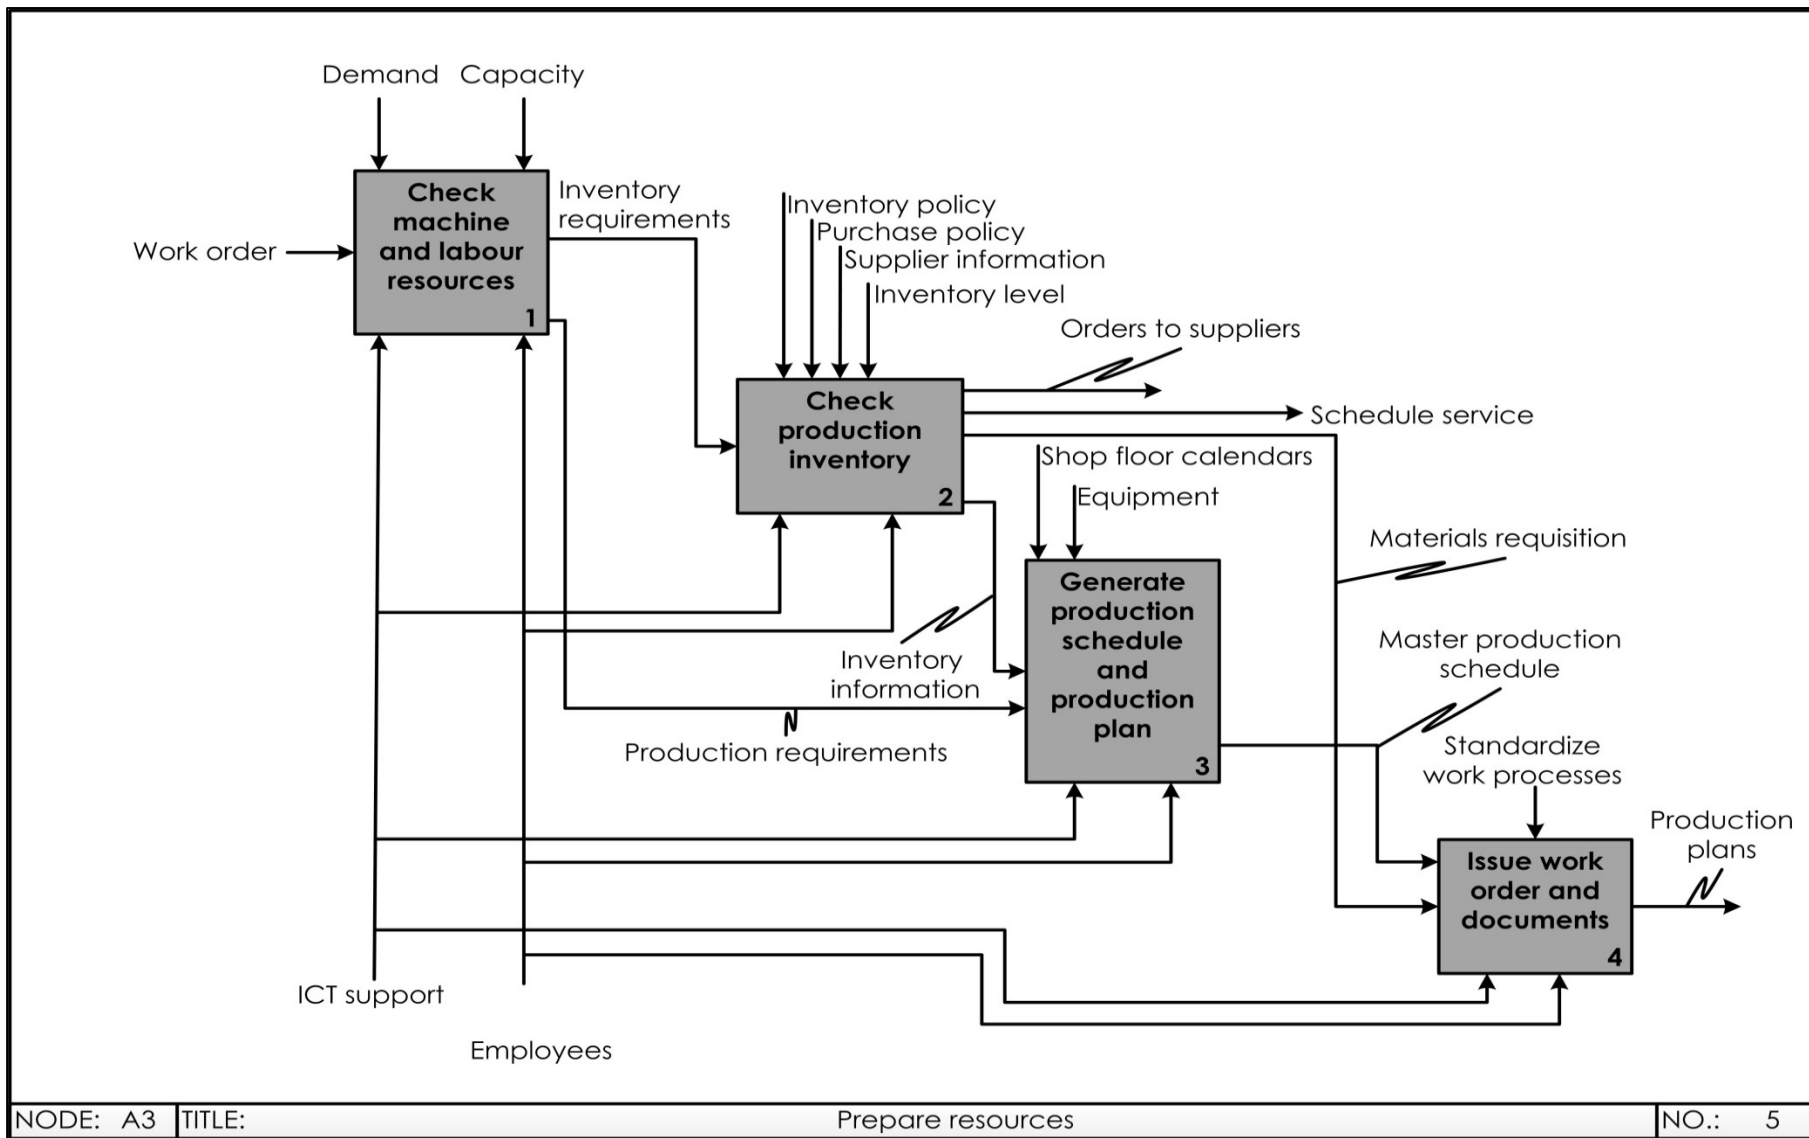 Demand
Capacity
Work order
Check
machine
and labour
resources
1
Inventory
requirements
Inventory policy
Purchase policy
Supplier information
Inventory level
Orders to suppliers
Schedule service
Check
production
inventory
2
Shop floor calendars
Equipment
Materials requisition
Generate
production
schedule
and
production
plan
3
Inventory
information
Production requirements
Master production
schedule
Standardize
work processes
Production
plans
Issue work
order and
documents
4
ICT support
Employees
NODE: A3
TITLE:
Prepare resources
NO.: 5